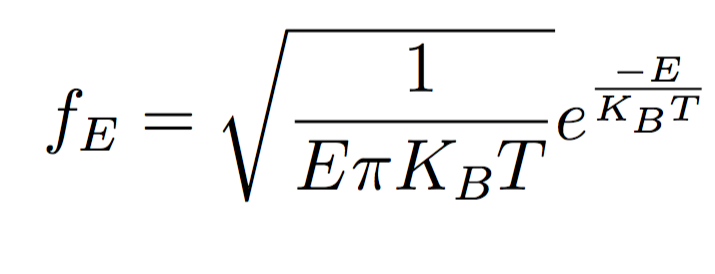 f_E = \sqrt{\frac{1}{E\pi K_B T}} e^{\frac{-E}{K_B T}}